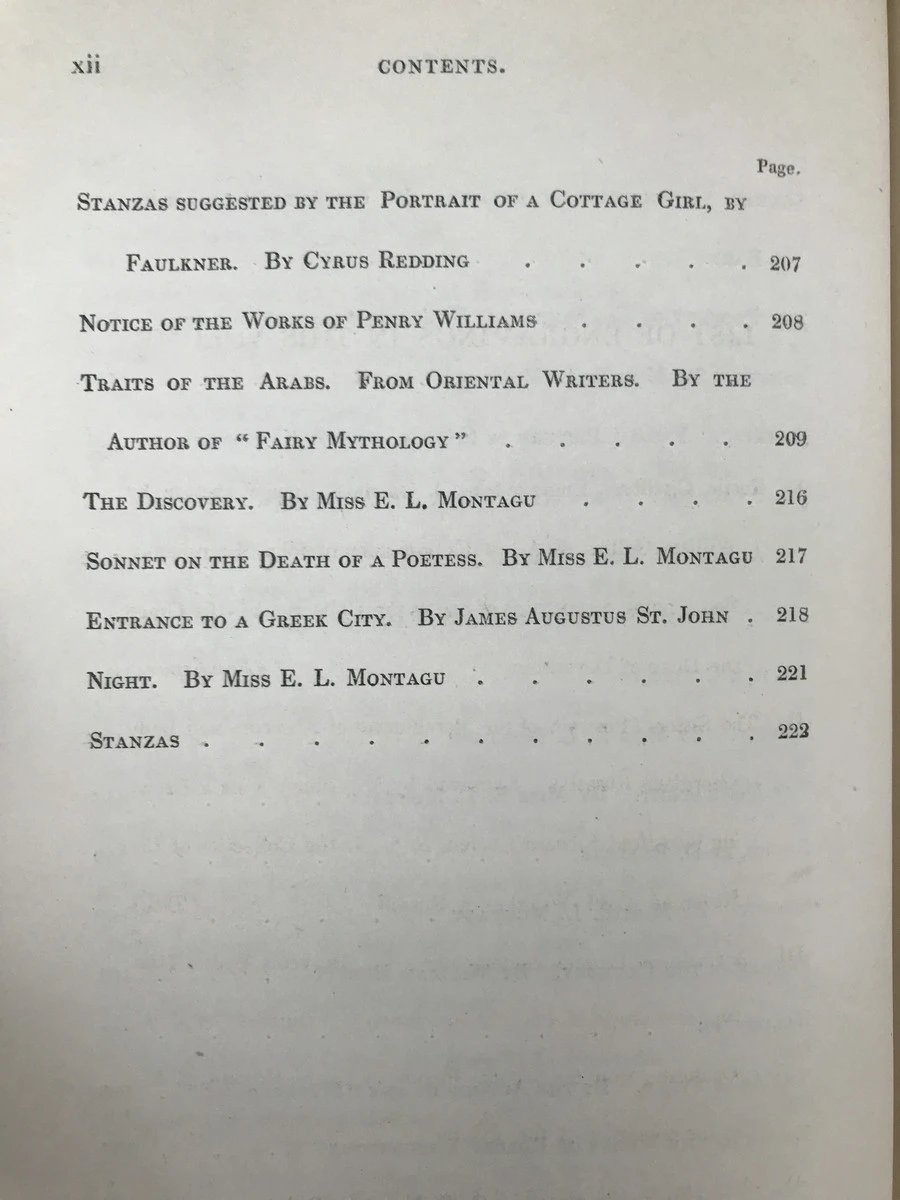 xii CONTENTS.
Page.
STANZAS SUGGESTED BY THE PORTRAIT OF A COTTAGE GIRL, BY
FAULKNER. BY CYRUS REDDING . . . . . 207
NOTICE OF THE WORKS OF PENRY WILLIAMS . . . . 208
TRAITS OF THE ARABS. FROM ORIENTAL WRITERS. BY THE
AUTHOR OF “FAIRY MYTHOLOGY” . . . . . 209
THE DISCOVERY. BY MISS E. L. MONTAGU . . . . 216
SONNET ON THE DEATH OF A POETESS. BY MISS E. L. MONTAGU 217
ENTRANCE TO A GREEK CITY. BY JAMES AUGUSTUS ST. JOHN . 218
NIGHT. BY MISS E. L. MONTAGU . . . . . . 221
STANZAS . . . . . . . . . . . 222